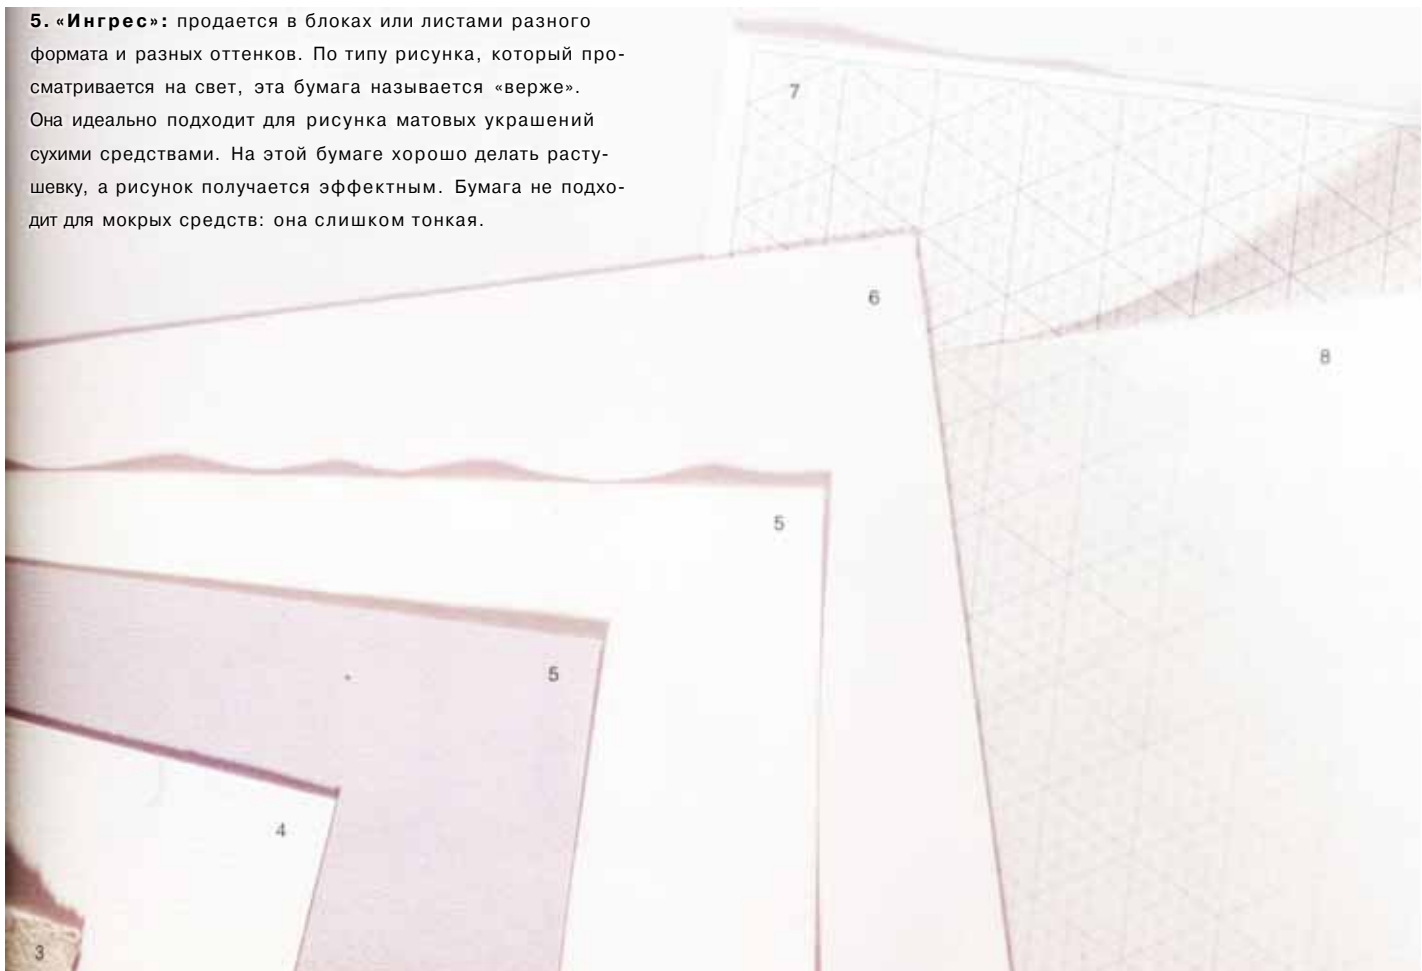 5. «Ингрес»: продается в блоках или листами разного
формата и разных оттенков. По типу рисунка, который про-
сматривается на свет, эта бумага называется «верже».
Она идеально подходит для рисунка матовых украшений
сухими средствами. На этой бумаге хорошо делать расту-
шевку, а рисунок получается эффектным. Бумага не подхо-
дит для мокрых средств: она слишком тонкая.
7
6
8
5
5
4
3